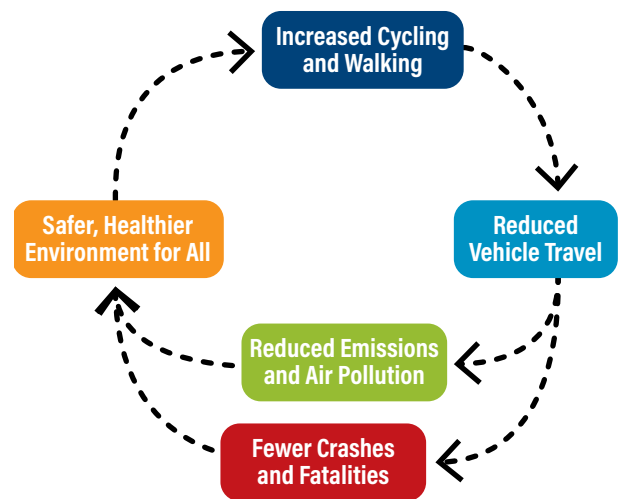 Increased Cycling
and Walking
Safer, Healthier
Environment for All
Reduced
Vehicle Travel
Reduced Emissions
and Air Pollution
Fewer Crashes
and Fatalities